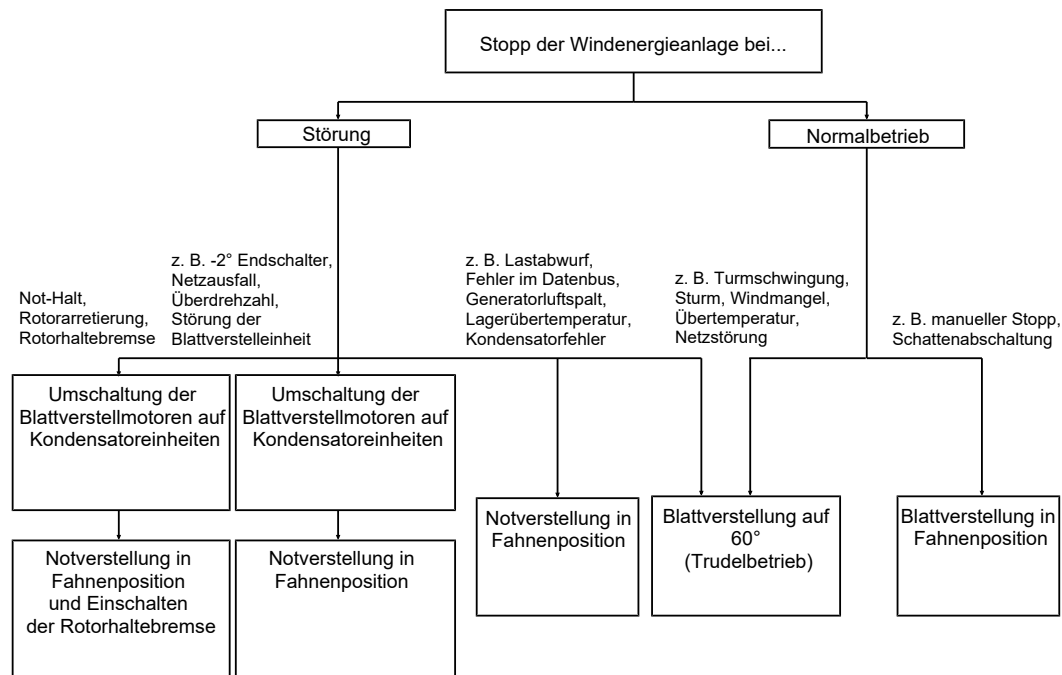 Stopp der Windenergieanlage bei...
Störung
Normalbetrieb
Not-Halt,
Rotorarretierung,
Rotorhaltebremse
z. B. -2° Endschalter,
Netzausfall,
Überdrehzahl,
Störung der
Blattverstelleinheit
z. B. Lastabwurf,
Fehler im Datenbus,
Generatorluftspalt,
Lagerübertemperatur,
Kondensatorfehler
z. B. Turmschwingung,
Sturm, Windmangel,
Übertemperatur,
Netzstörung
z. B. manueller Stopp,
Schattenabschaltung
Umschaltung der
Blattverstellmotoren auf
Kondensatoreinheiten
Umschaltung der
Blattverstellmotoren auf
Kondensatoreinheiten
Notverstellung in
Fahnenposition
Blattverstellung auf
60°
(Trudelbetrieb)
Blattverstellung in
Fahnenposition
Notverstellung in
Fahnenposition
und Einschalten
der Rotorhaltebremse
Notverstellung in
Fahnenposition